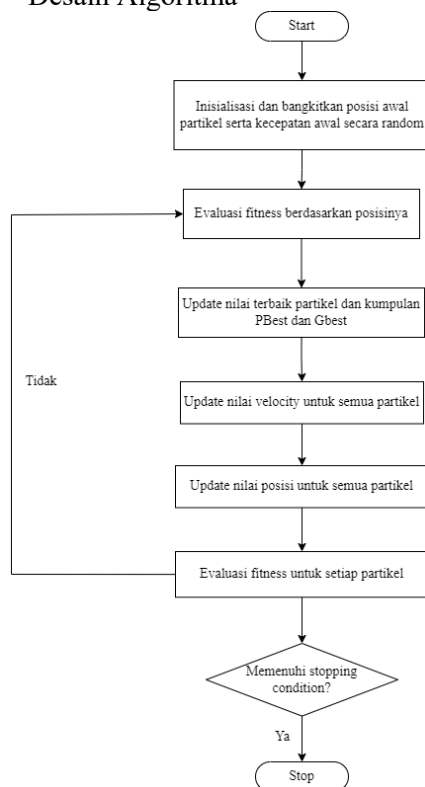 Desain Algoritma
Start
Inisialisasi dan bangkitkan posisi awal
partikel serta kecepatan awal secara random
Evaluasi fitness berdasarkan posisinya
Update nilai terbaik partikel dan kumpulan
PBest dan Gbest
Tidak
Update nilai velocity untuk semua partikel
Update nilai posisi untuk semua partikel
Evaluasi fitness untuk setiap partikel
Memenuhi stopping
condition?
Ya
Stop